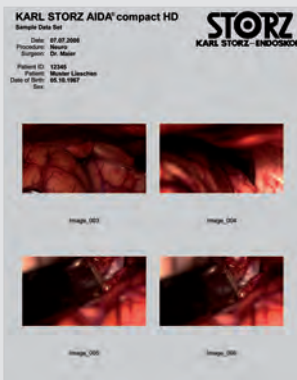 KARL STORZ AIDA® compact HD
Sample Data Set
STORZ
KARL STORZ–ENDOSKOP
Date: 07.07.2008
Procedure: Neuro
Surgeon: Dr. Maier
Patient ID: 12345
Patient: Muster Lieschen
Date of Birth: 05.10.1967
Sex:
Image_003
Image_004
Image_005
Image_006